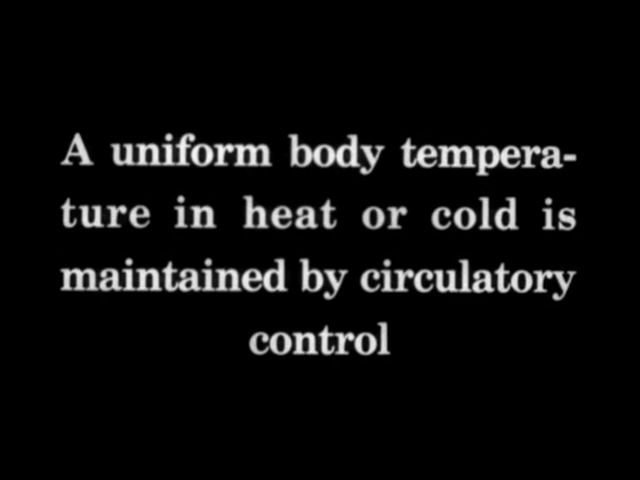 A uniform body tempera-
ture in heat or cold is
maintained by circulatory
control